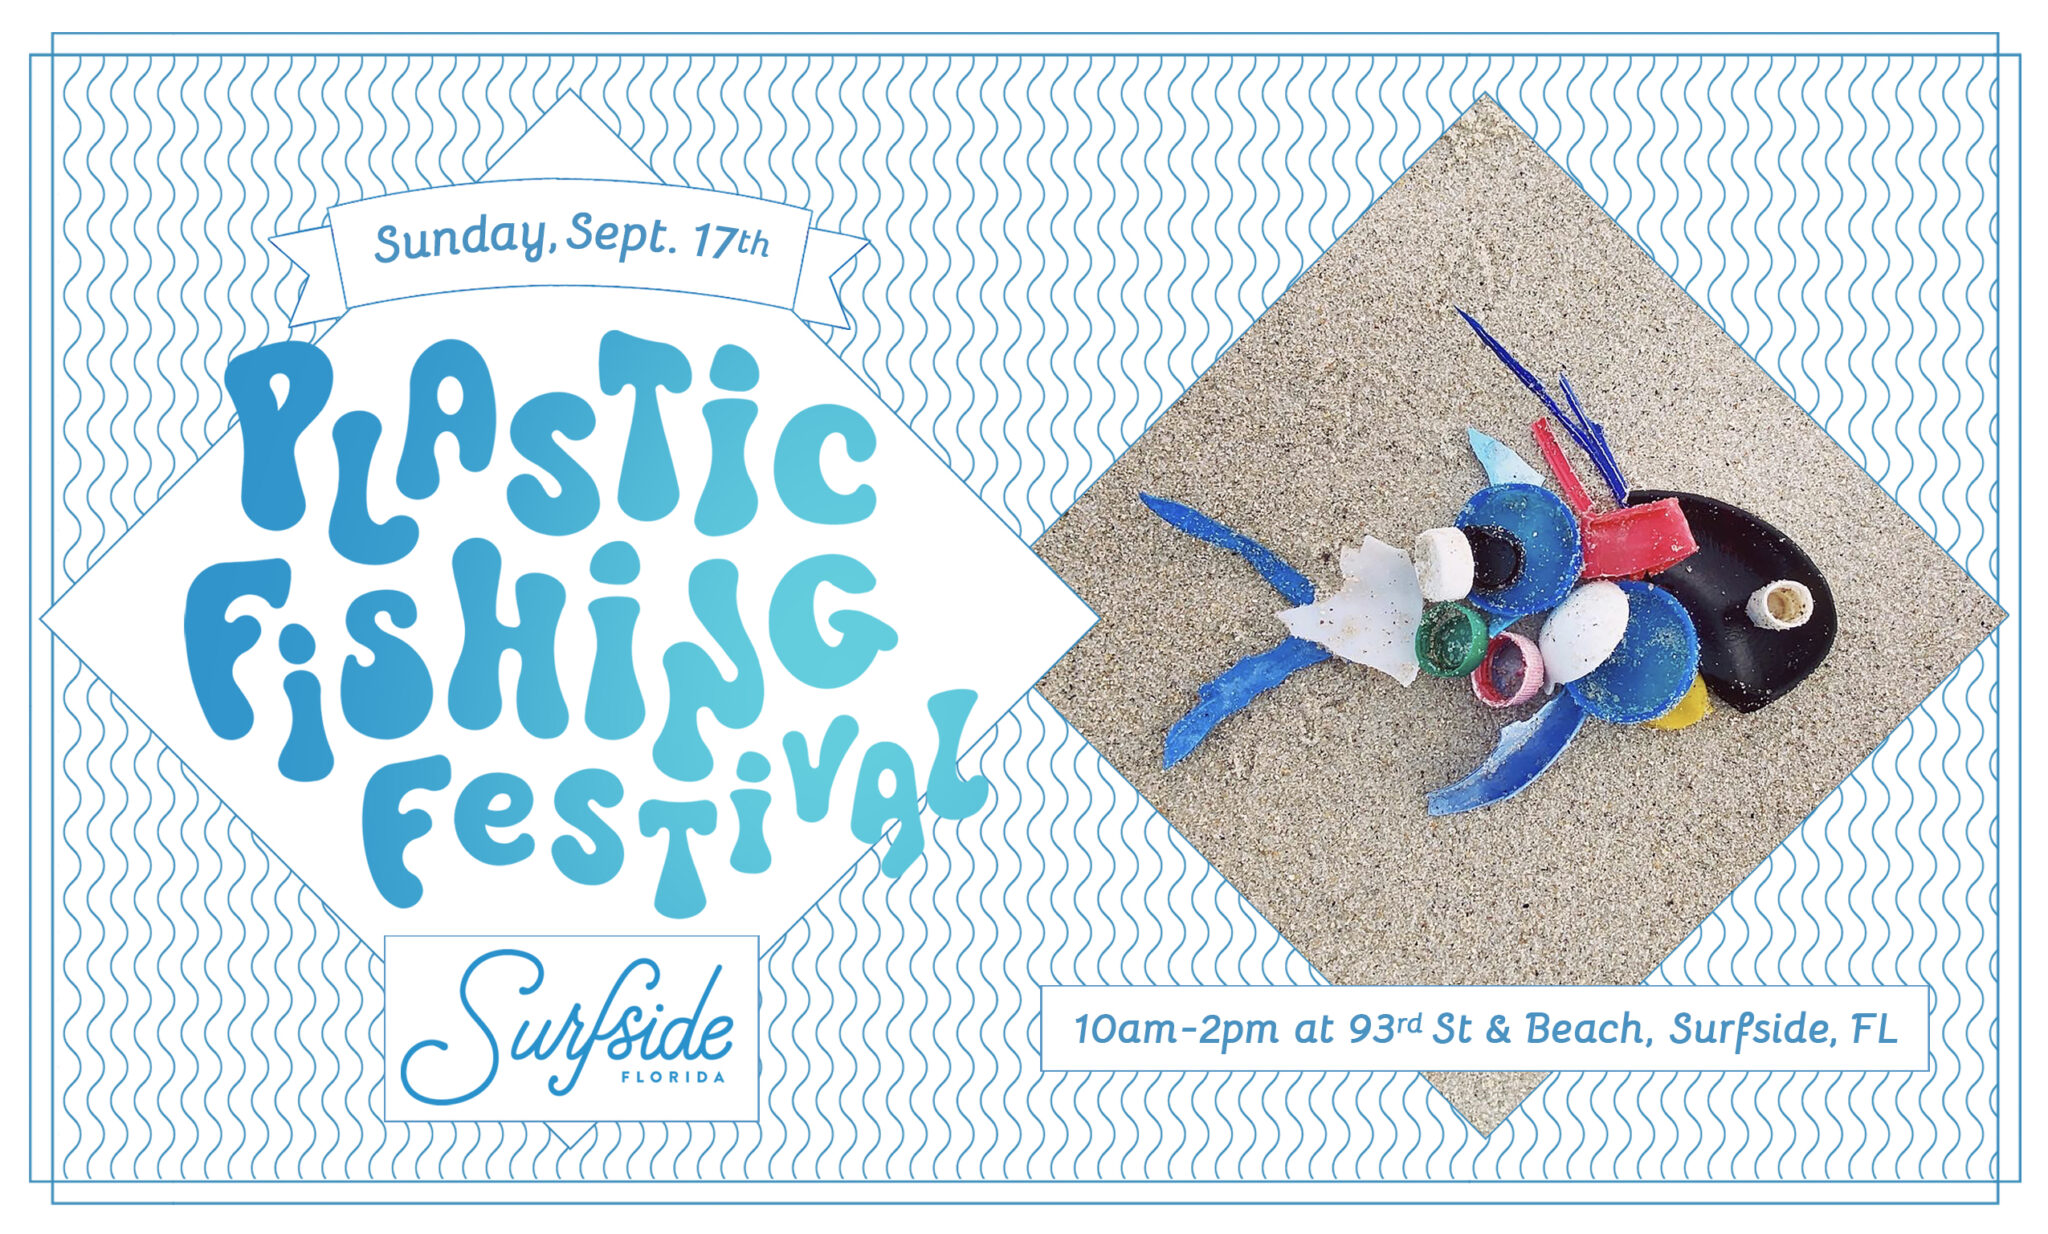 Sunday, Sept. 17th
PLASTiC
FiSHiNG
FeSTiVAL
Surfside
FLORIDA
10am-2pm at 93rd St & Beach, Surfside, FL